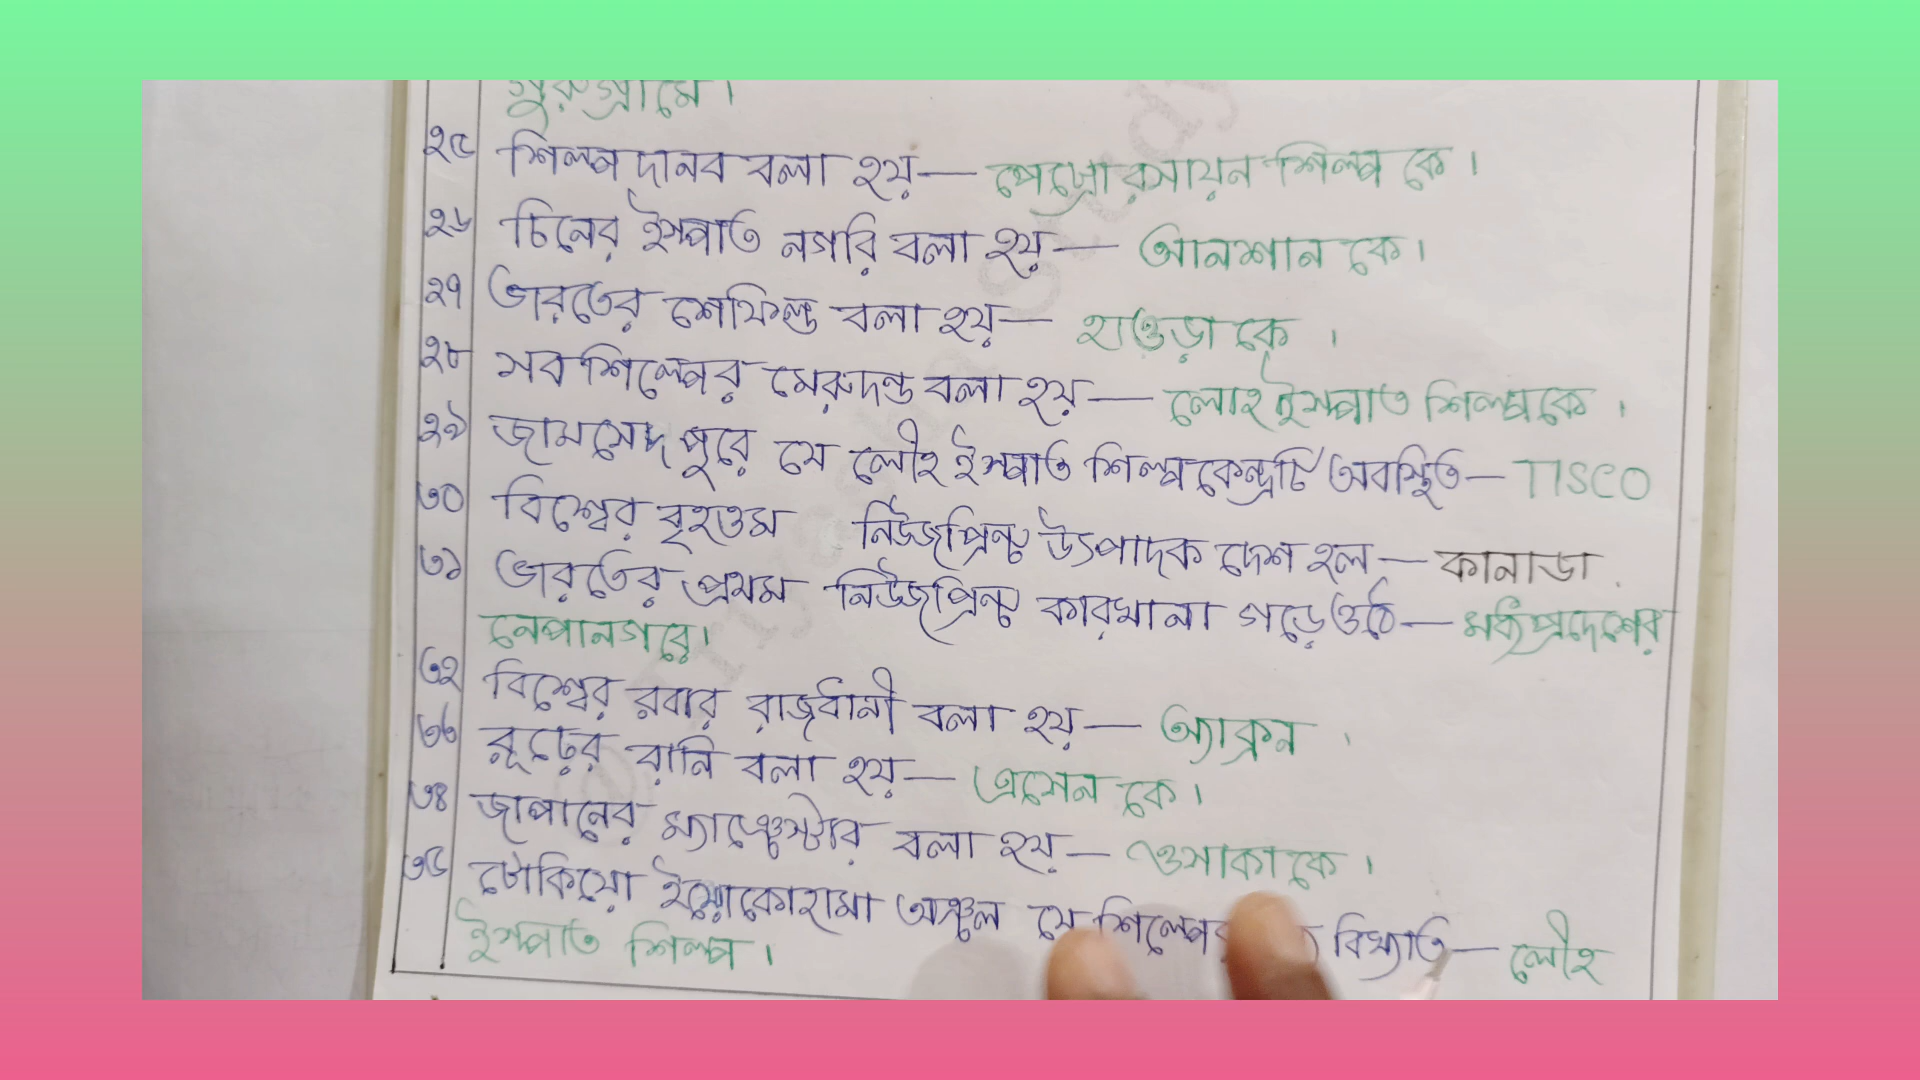 গুরুগ্রামে।
২৫ শিল্প দানব বলা হয়— পেট্রো রসায়ন শিল্প কে।
২৬ চিনের ইস্পাত নগরি বলা হয়— আনশান কে।
২৭ ভারতের শেফিল্ড বলা হয়— হাওড়া কে।
২৮ সব শিল্পের মেরুদন্ড বলা হয়— লোহ ইস্পাত শিল্পকে।
২৯ জামসেদ পুরে যে লৌহ ইস্পাত শিল্প কেন্দ্রটি অবস্থিত— TISCO
৩০ বিশ্বের বৃহত্তম নিউজপ্রিন্ট উৎপাদক দেশ হল— কানাডা.
৩১ ভারতের প্রথম নিউজপ্রিন্ট কারখানা গড়ে ওঠে— মধ্যপ্রদেশের
নেপানগরে।
৩২ বিশ্বের রবার রাজধানী বলা হয়— অ্যাক্রন।
৩৩ রূঢ়ের রানি বলা হয়— এসেন কে।
৩৪ জাপানের ম্যাঞ্চেস্টার বলা হয়— ওসাকা কে।
৩৫ টোকিয়ো ইয়োকোহামা অঞ্চল যে শিল্পের বিখ্যাত— লৌহ
ইস্পাত শিল্প।